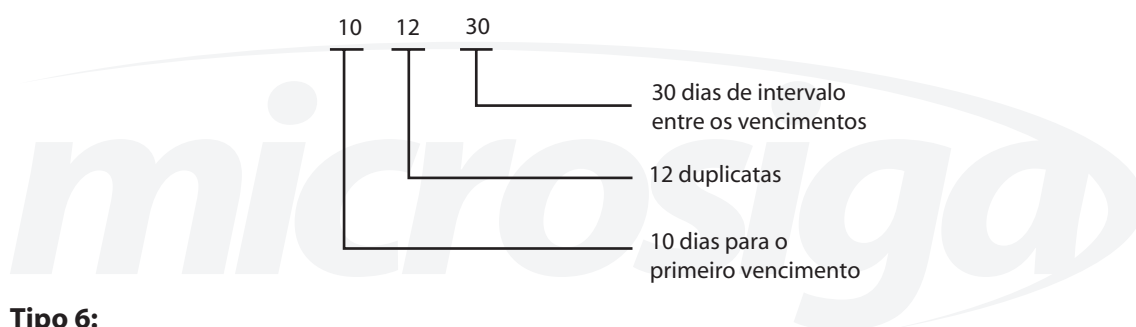 10 12 30
30 dias de intervalo
entre os vencimentos
12 duplicatas
10 dias para o
primeiro vencimento
microsiga
Tipo 6: